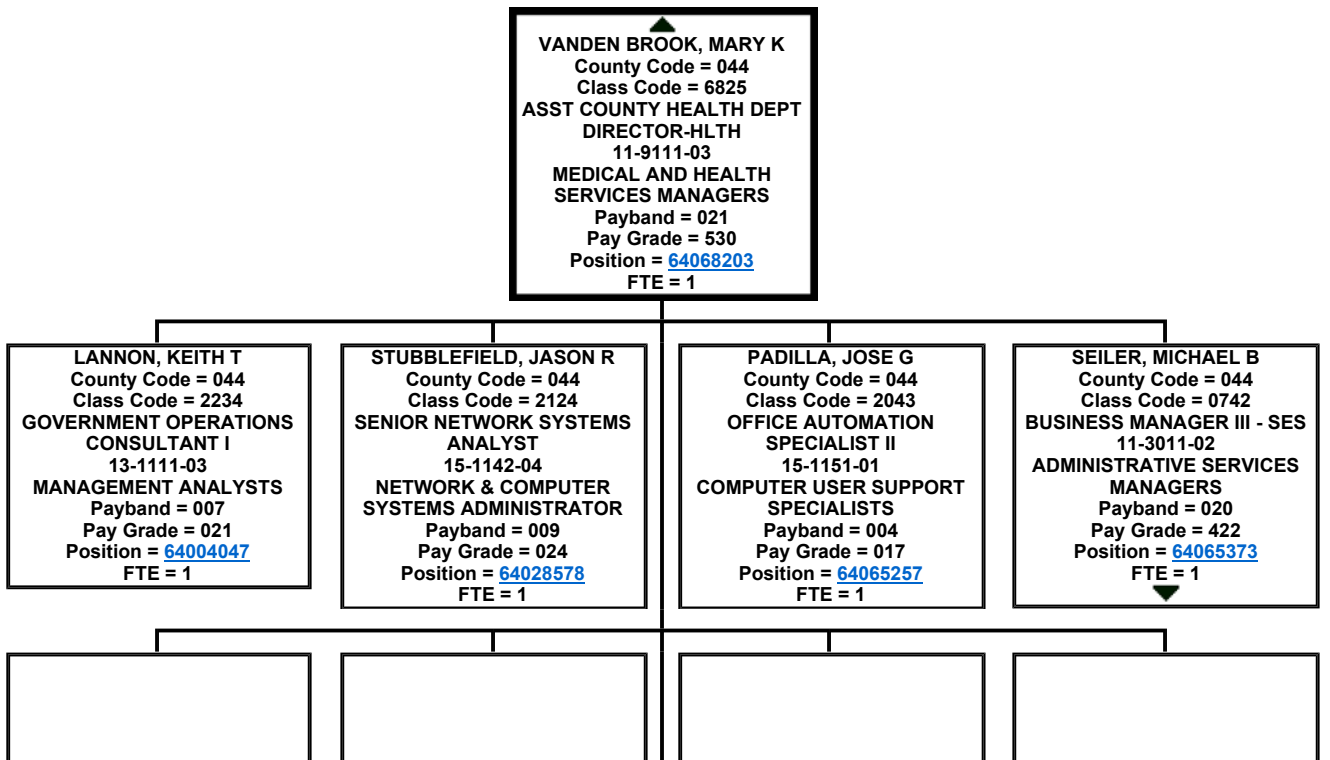 VANDEN BROOK, MARY K
County Code = 044
Class Code = 6825
ASST COUNTY HEALTH DEPT
DIRECTOR-HLTH
11-9111-03
MEDICAL AND HEALTH
SERVICES MANAGERS
Payband = 021
Pay Grade = 530
Position = 64068203
FTE = 1
LANNON, KEITH T
County Code = 044
Class Code = 2234
GOVERNMENT OPERATIONS
CONSULTANT I
13-1111-03
MANAGEMENT ANALYSTS
Payband = 007
Pay Grade = 021
Position = 64004047
FTE = 1
STUBBLEFIELD, JASON R
County Code = 044
Class Code = 2124
SENIOR NETWORK SYSTEMS
ANALYST
15-1142-04
NETWORK & COMPUTER
SYSTEMS ADMINISTRATOR
Payband = 009
Pay Grade = 024
Position = 64028578
FTE = 1
PADILLA, JOSE G
County Code = 044
Class Code = 2043
OFFICE AUTOMATION
SPECIALIST II
15-1151-01
COMPUTER USER SUPPORT
SPECIALISTS
Payband = 004
Pay Grade = 017
Position = 64065257
FTE = 1
SEILER, MICHAEL B
County Code = 044
Class Code = 0742
BUSINESS MANAGER III - SES
11-3011-02
ADMINISTRATIVE SERVICES
MANAGERS
Payband = 020
Pay Grade = 422
Position = 64065373
FTE = 1